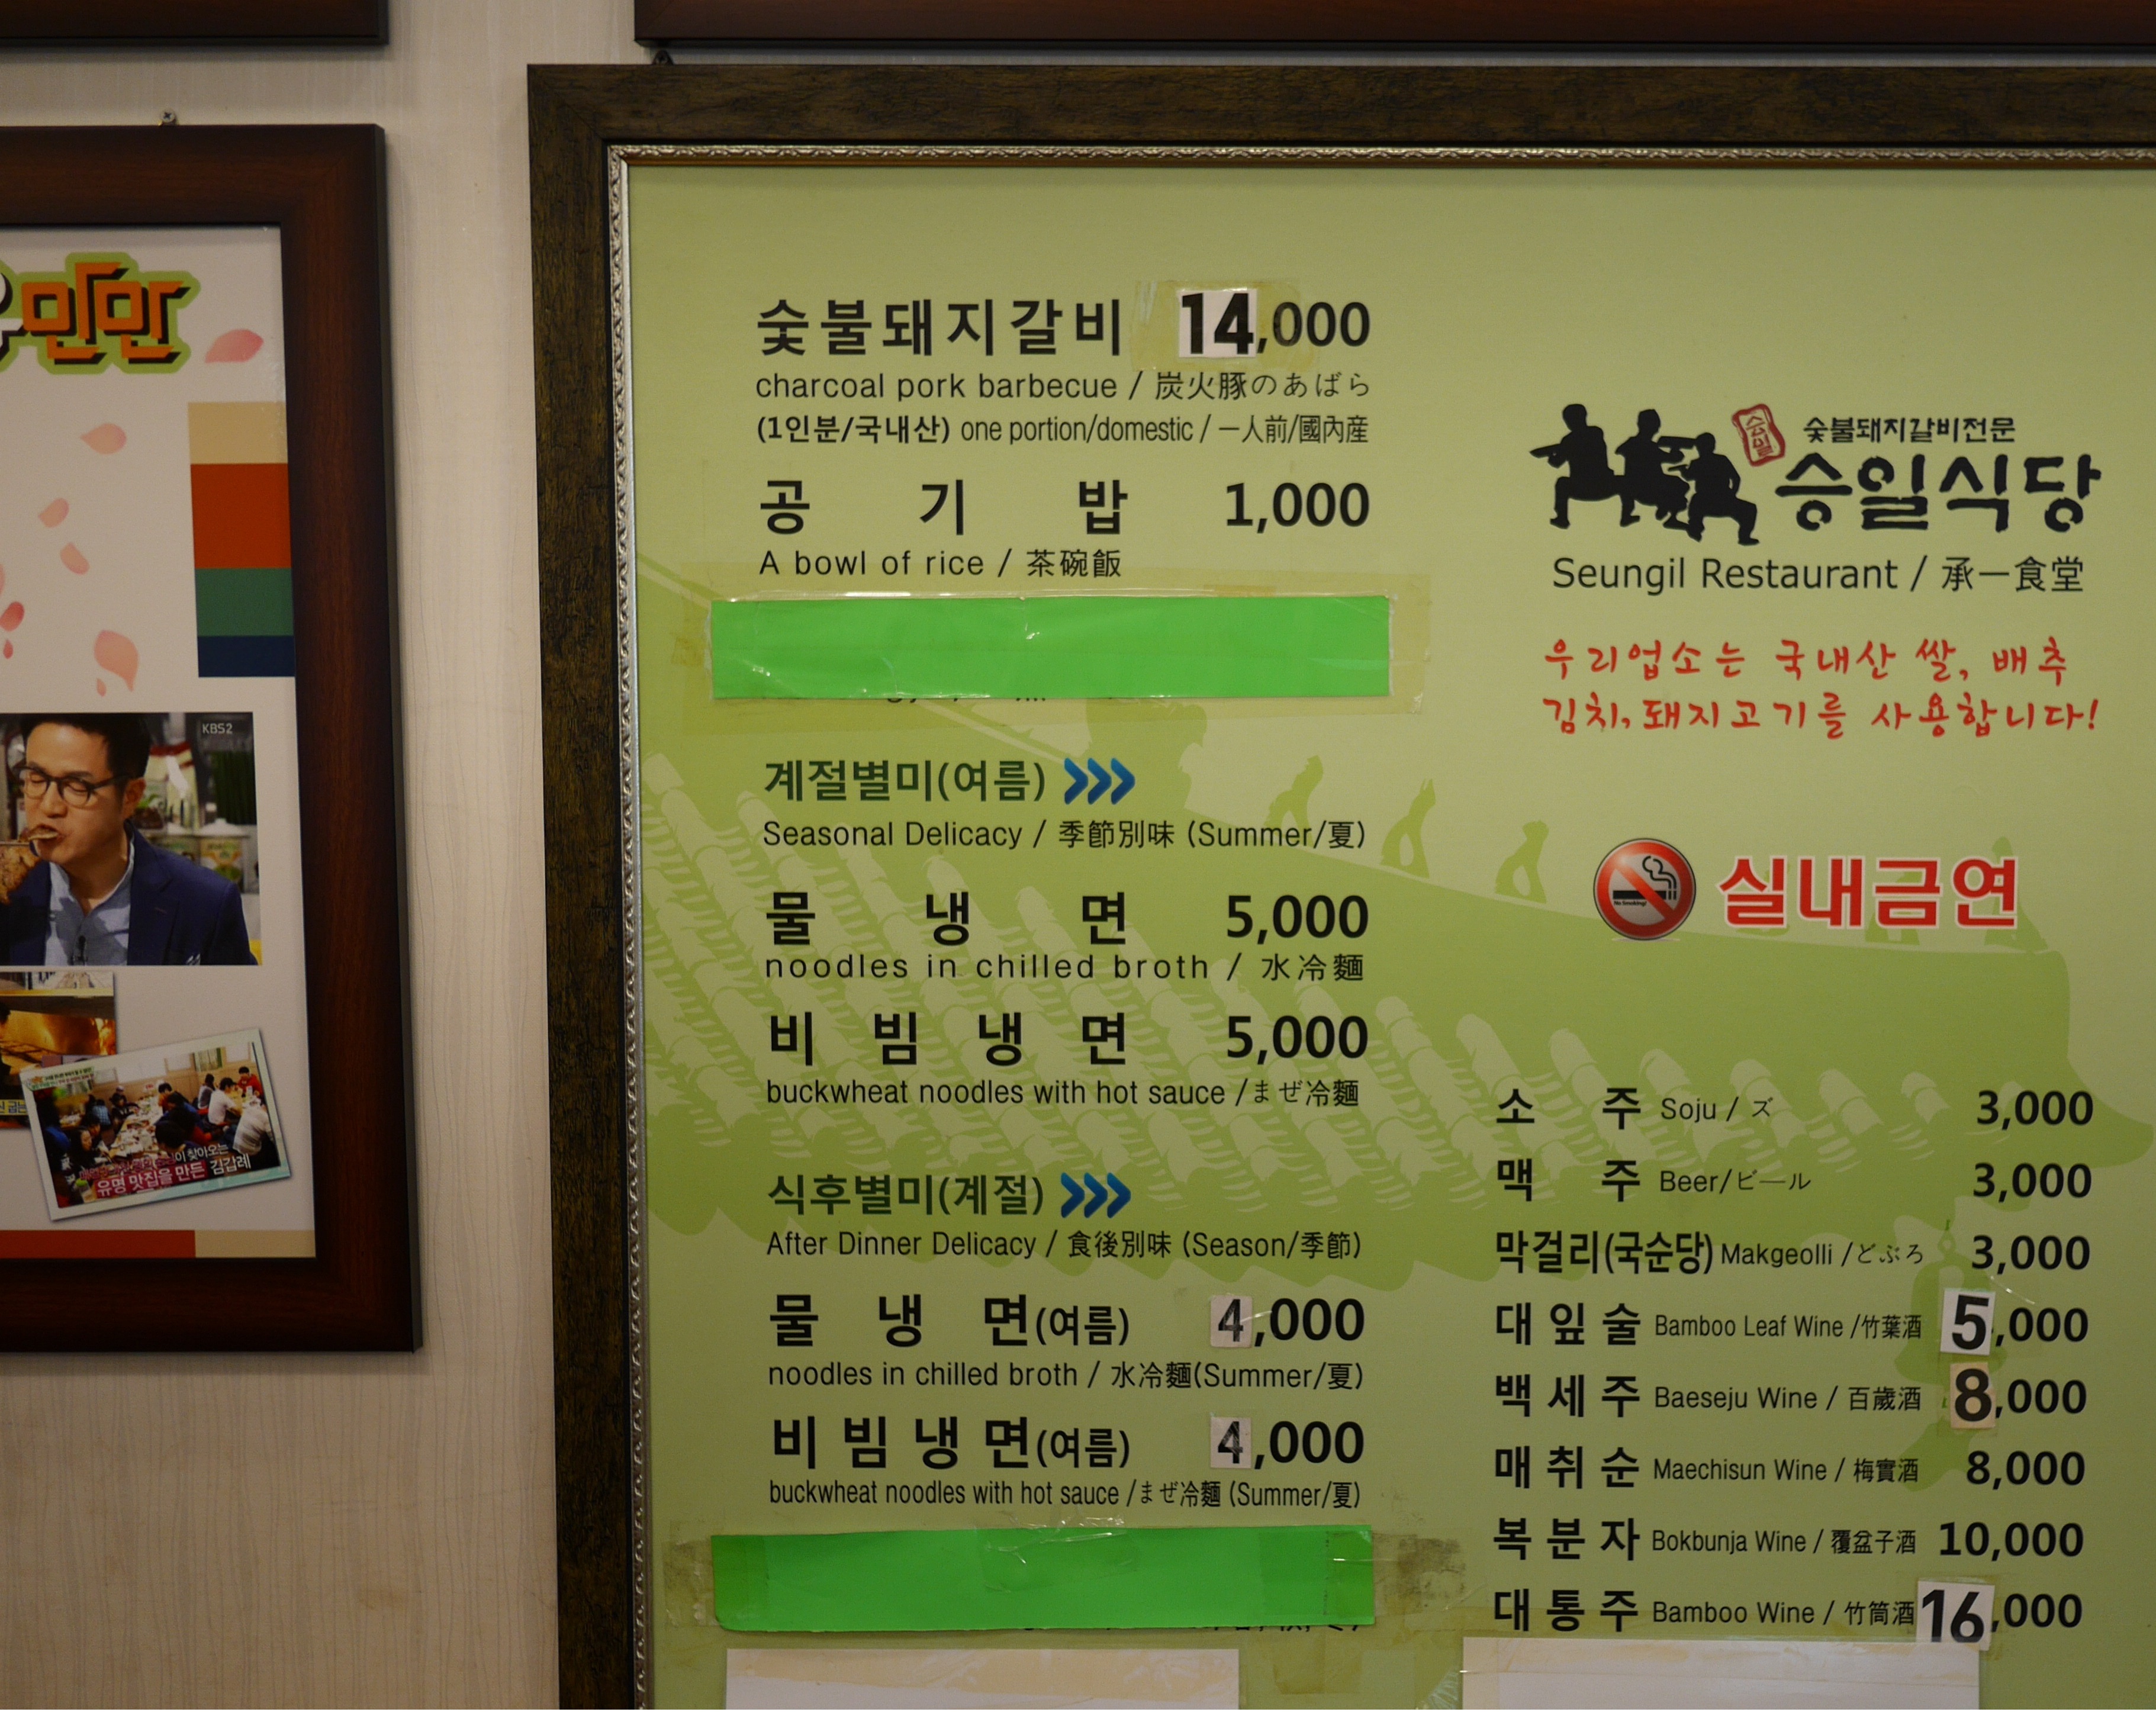 민만
KBS2
이 찾아오는
유명 맛집을 만든 김갑례
숯불돼지갈비 14,000
charcoal pork barbecue / 炭火豚のあばら
(1인분/국내산) one portion/domestic / 一人前/國內産
공기밥 1,000
A bowl of rice / 茶碗飯
계절별미(여름)
Seasonal Delicacy / 季節別味 (Summer/夏)
물냉면 5,000
noodles in chilled broth / 水冷麵
비빔냉면 5,000
buckwheat noodles with hot sauce /まぜ冷麵
식후별미(계절)
After Dinner Delicacy / 食後別味 (Season/季節)
물냉면(여름) 4,000
noodles in chilled broth / 水冷麵(Summer/夏)
비빔냉면(여름) 4,000
buckwheat noodles with hot sauce /まぜ冷麵 (Summer/夏)
승일
숯불돼지갈비전문
승일식당
Seungil Restaurant / 承一食堂
우리업소는 국내산 쌀, 배추
김치, 돼지고기를 사용합니다!
No Smoking!
실내금연
소주 Soju / ズ 3,000
맥주 Beer/ビール 3,000
막걸리(국순당) Makgeolli /どぶろ 3,000
대잎술 Bamboo Leaf Wine /竹葉酒 5,000
백세주 Baeseju Wine / 百歲酒 8,000
매취순 Maechisun Wine / 梅實酒 8,000
복분자 Bokbunja Wine / 覆盆子酒 10,000
대통주 Bamboo Wine / 竹筒酒 16,000